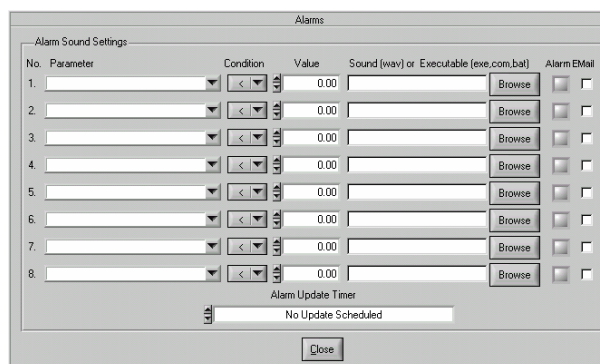 Alarms
Alarm Sound Settings
No. Parameter Condition Value Sound (wav) or Executable (exe,com,bat) Alarm EMail
1. < 0.00 Browse
2. < 0.00 Browse
3. < 0.00 Browse
4. < 0.00 Browse
5. < 0.00 Browse
6. < 0.00 Browse
7. < 0.00 Browse
8. < 0.00 Browse
Alarm Update Timer
No Update Scheduled
Close